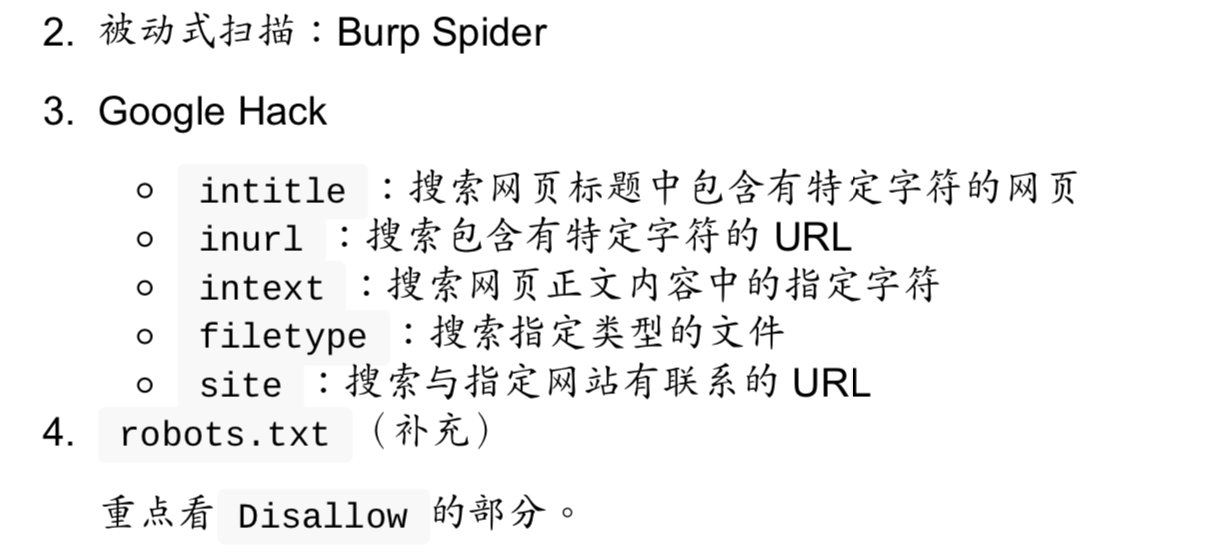 2. 被动式扫描：Burp Spider
3. Google Hack
○ intitle ：搜索网页标题中包含有特定字符的网页
○ inurl ：搜索包含有特定字符的 URL
○ intext ：搜索网页正文内容中的指定字符
○ filetype ：搜索指定类型的文件
○ site ：搜索与指定网站有联系的 URL
4. robots.txt （补充）
重点看 Disallow 的部分。